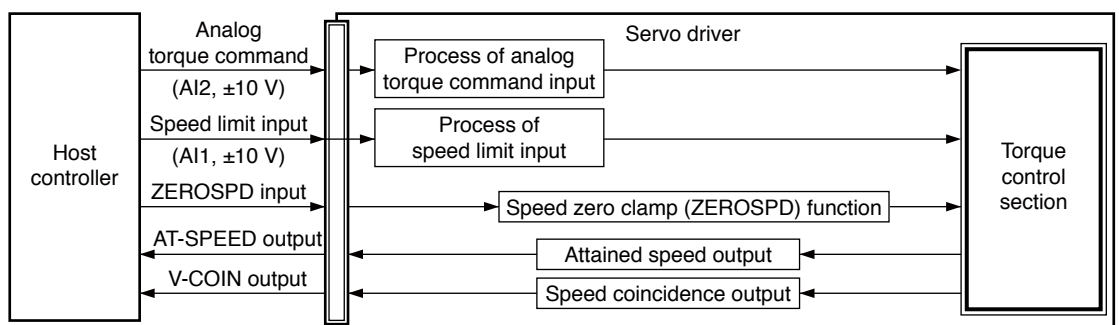 Host
controller
Analog
torque command
(AI2, ±10 V)
Speed limit input
(AI1, ±10 V)
ZEROSPD input
AT-SPEED output
V-COIN output
Servo driver
Process of analog
torque command input
Process of
speed limit input
Speed zero clamp (ZEROSPD) function
Attained speed output
Speed coincidence output
Torque
control
section